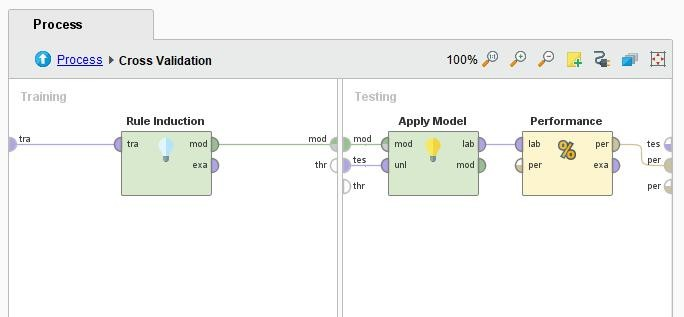 Process
Process ▸ Cross Validation
100%
Training
Rule Induction
tra
tra
mod
exa
mod
thr
Testing
Apply Model
Performance
mod
tes
thr
mod
unl
lab
mod
lab
per
per
exa
tes
per
per